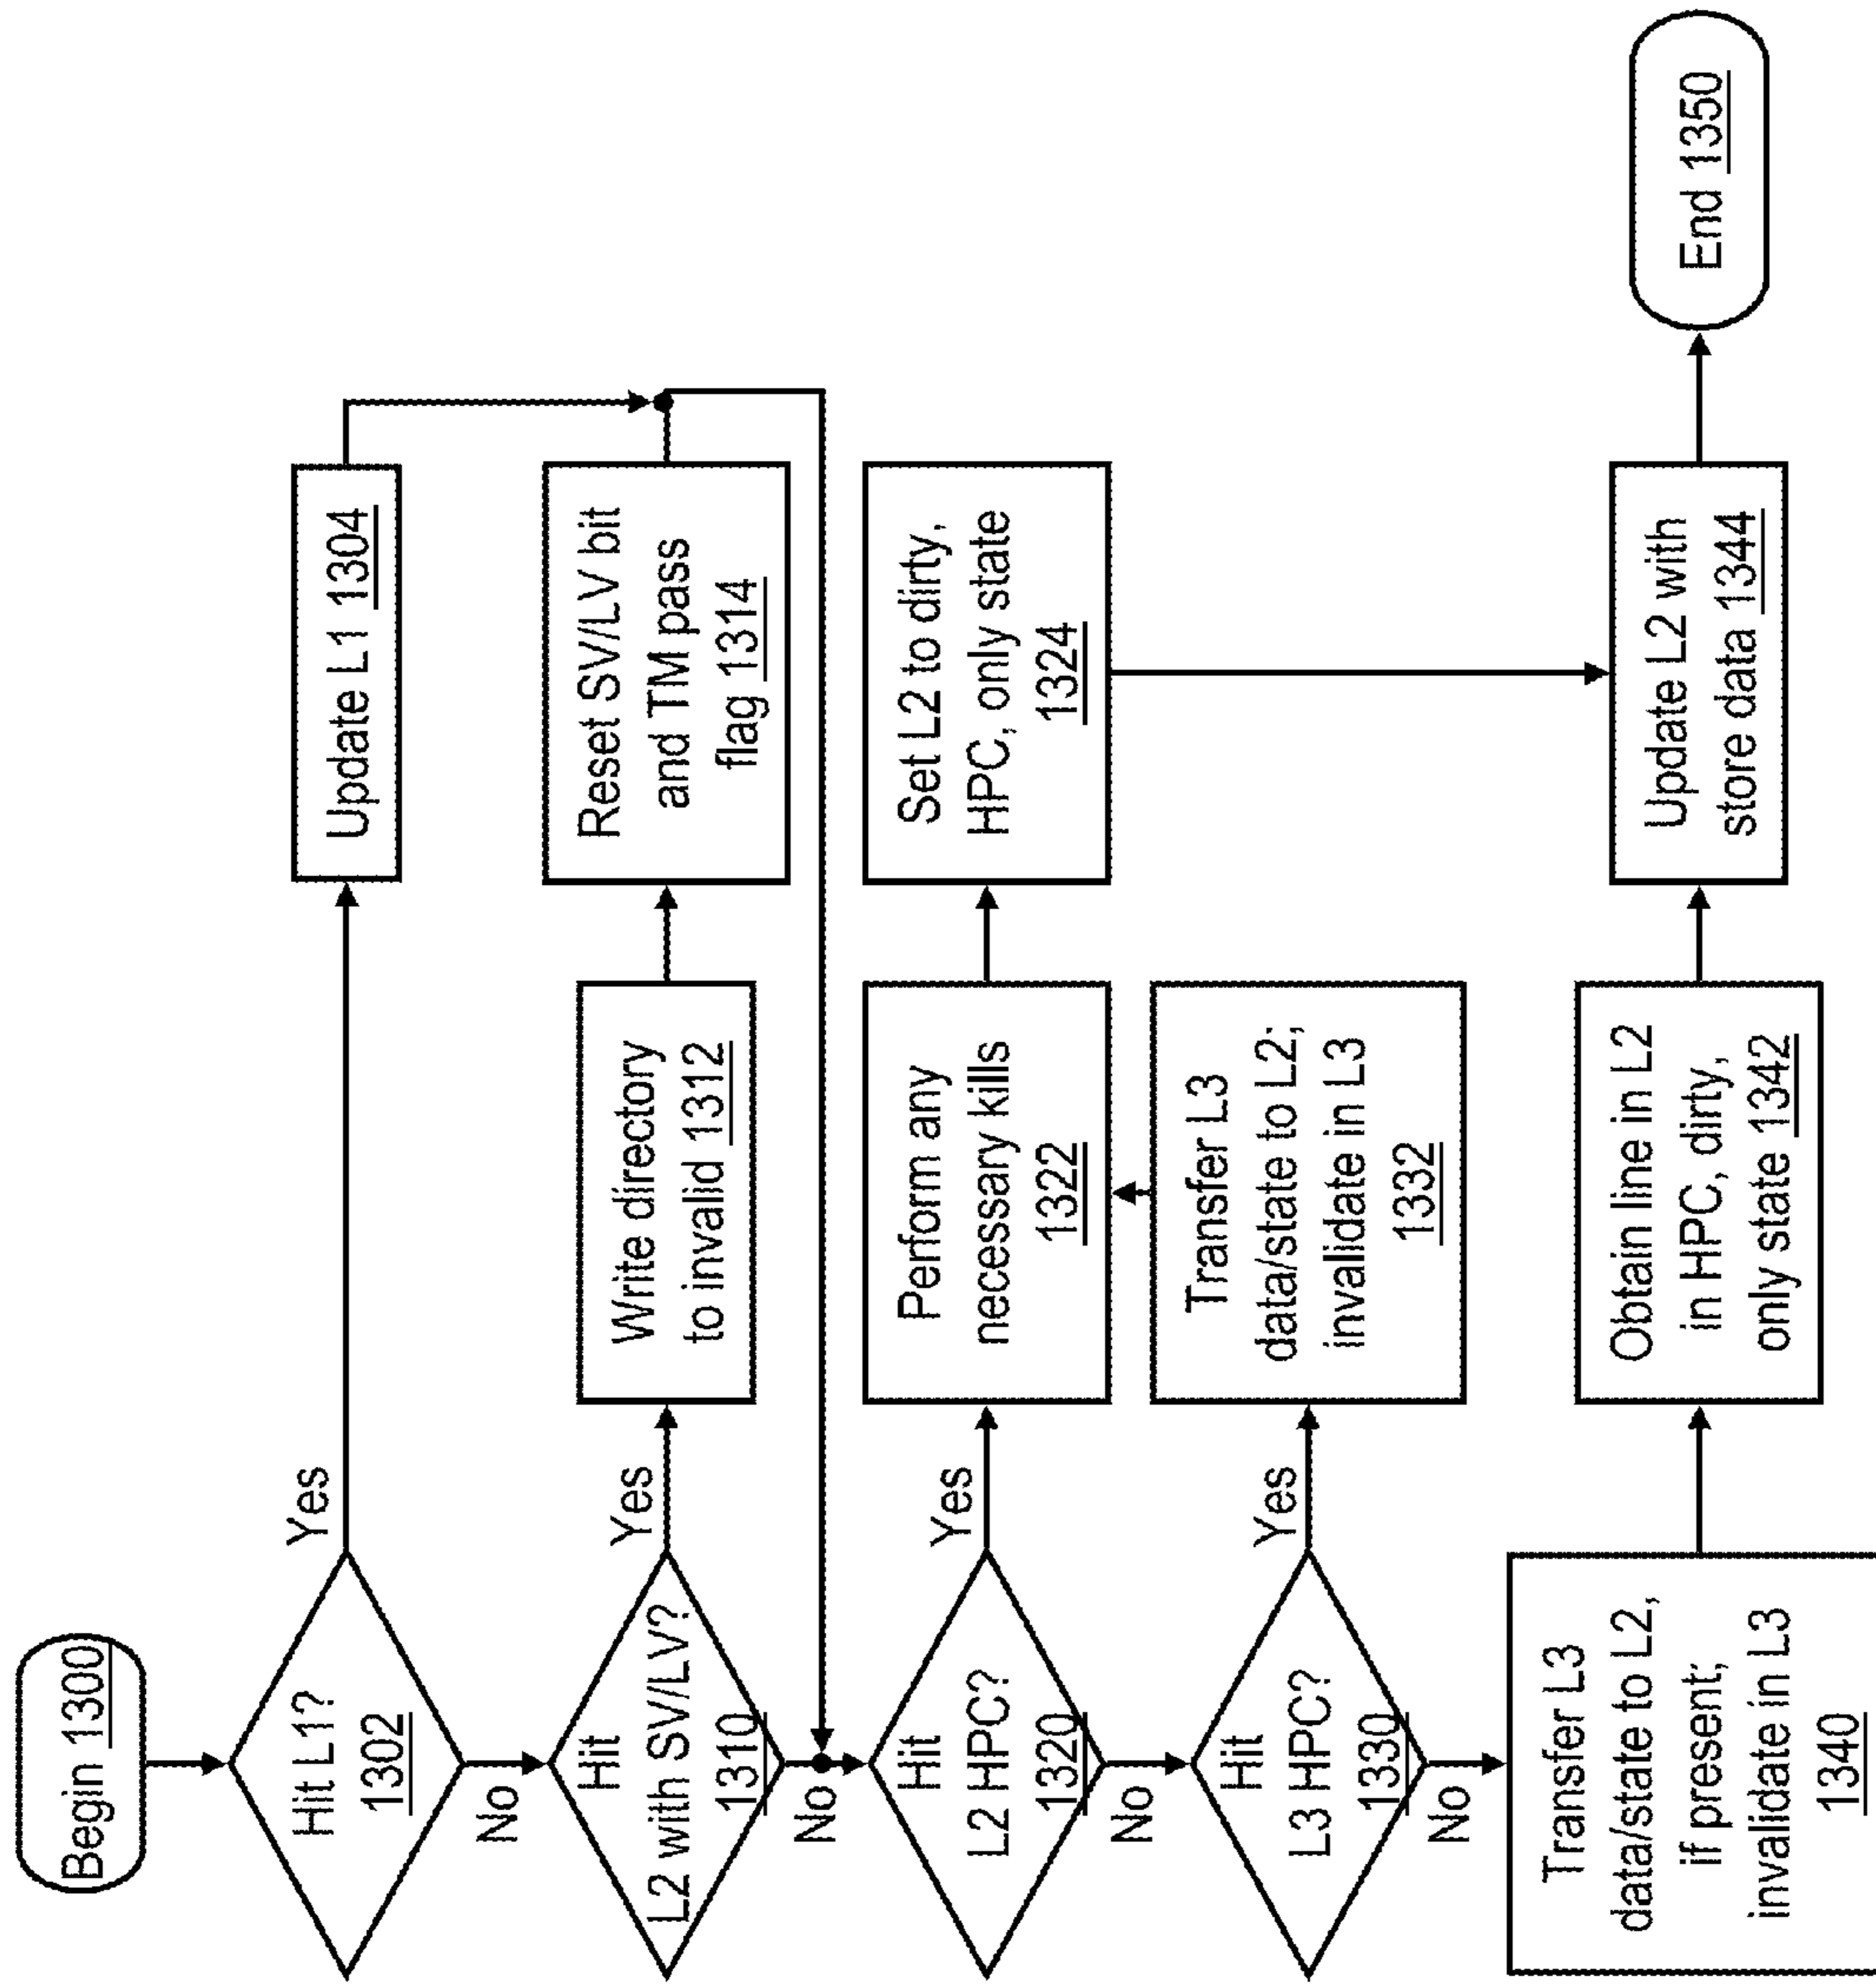 Begin 1300
Hit L1?
1302
Yes
No
Update L1 1304
Hit
L2 with SV/LV?
1310
Yes
No
Write directory
to invalid 1312
Reset SV/LV bit
and TM pass
flag 1314
Hit
L2 HPC?
1320
Yes
No
Perform any
necessary kills
1322
Set L2 to dirty,
HPC, only state
1324
Hit
L3 HPC?
1330
Yes
No
Transfer L3
data/state to L2;
invalidate in L3
1332
Transfer L3
data/state to L2,
if present;
invalidate in L3
1340
Obtain line in L2
in HPC, dirty,
only state 1342
Update L2 with
store data 1344
End 1350